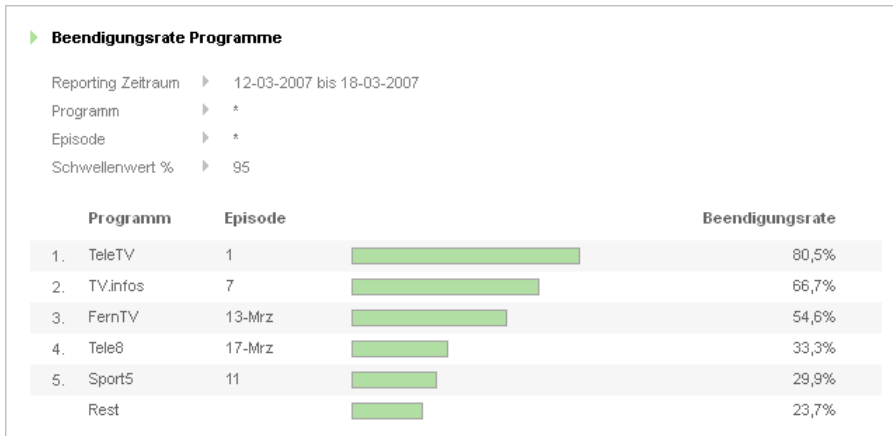 Beendigungsrate Programme
Reporting Zeitraum 12-03-2007 bis 18-03-2007
Programm *
Episode *
Schwellenwert % 95
Programm Episode Beendigungsrate
1. TeleTV 1 80,5%
2. TV.infos 7 66,7%
3. FernTV 13-Mrz 54,6%
4. Tele8 17-Mrz 33,3%
5. Sport5 11 29,9%
Rest 23,7%